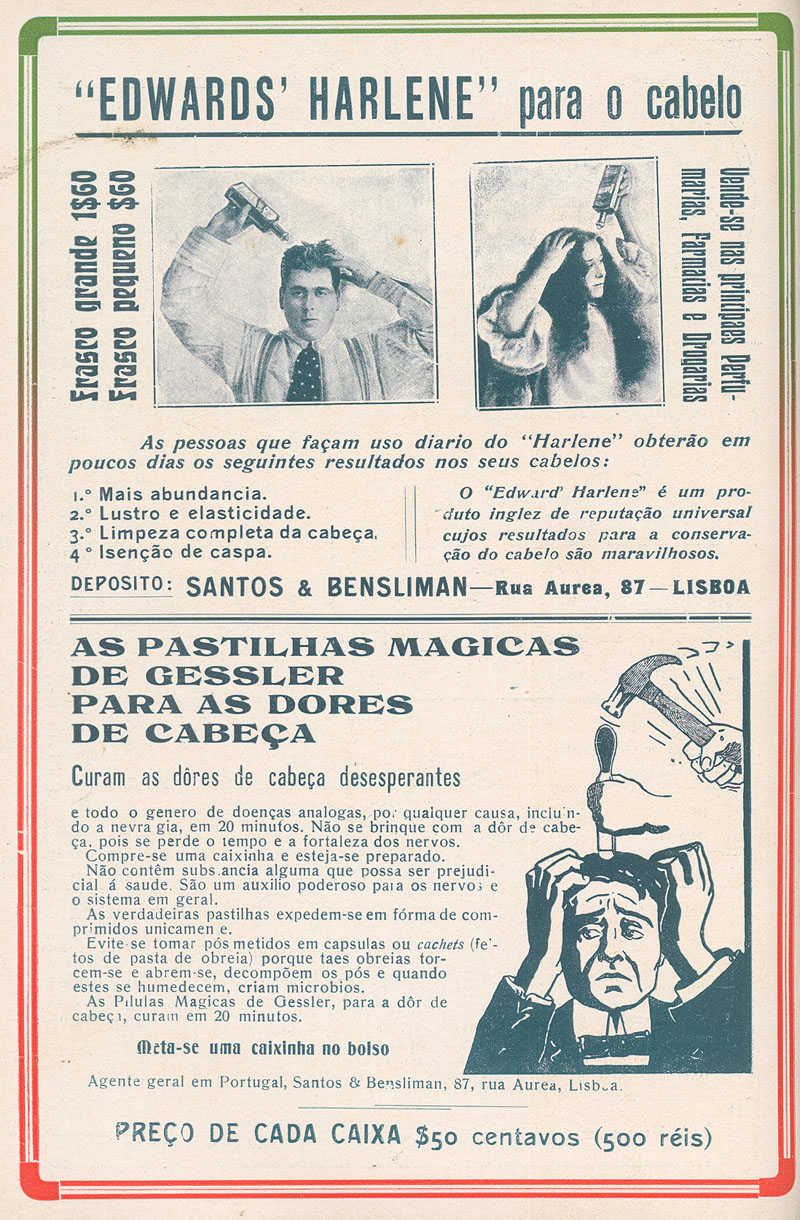 "EDWARDS' HARLENE" para o cabelo
Frasco grande 1$60
Frasco pequeno $60
Vende-se nas principaes Perfu-
marias, Farmacias e Drogarias
As pessoas que façam uso diario do "Harlene" obterão em
poucos dias os seguintes resultados nos seus cabelos:
1.° Mais abundancia.
2.° Lustro e elasticidade.
3.° Limpeza completa da cabeça.
4° Isenção de caspa.
O "Edward' Harlene" é um pro-
duto inglez de reputação universal
cujos resultados para a conserva-
ção do cabelo são maravilhosos.
DEPOSITO: SANTOS & BENSLIMAN—Rua Aurea, 87—LISBOA
AS PASTILHAS MAGICAS
DE GESSLER
PARA AS DORES
DE CABEÇA
Curam as dôres de cabeça desesperantes
e todo o genero de doenças analogas, por qualquer causa, incluin-
do a nevra gia, em 20 minutos. Não se brinque com a dôr de cabe-
ça, pois se perde o tempo e a fortaleza dos nervos.
Compre-se uma caixinha e esteja-se preparado.
Não contêm substancia alguma que possa ser prejudi-
cial á saude. São um auxilio poderoso para os nervos e
o sistema em geral.
As verdadeiras pastilhas expedem-se em fórma de com-
primidos unicamen e.
Evite-se tomar pós metidos em capsulas ou cachets (fei-
tos de pasta de obreia) porque taes obreias tor-
cem-se e abrem-se, decompõem os pós e quando
estes se humedecem, criam microbios.
As Pilulas Magicas de Gessler, para a dôr de
cabeça, curam em 20 minutos.
Meta-se uma caixinha no bolso
Agente geral em Portugal, Santos & Bensliman, 87, rua Aurea, Lisboa.
PREÇO DE CADA CAIXA $50 centavos (500 réis)